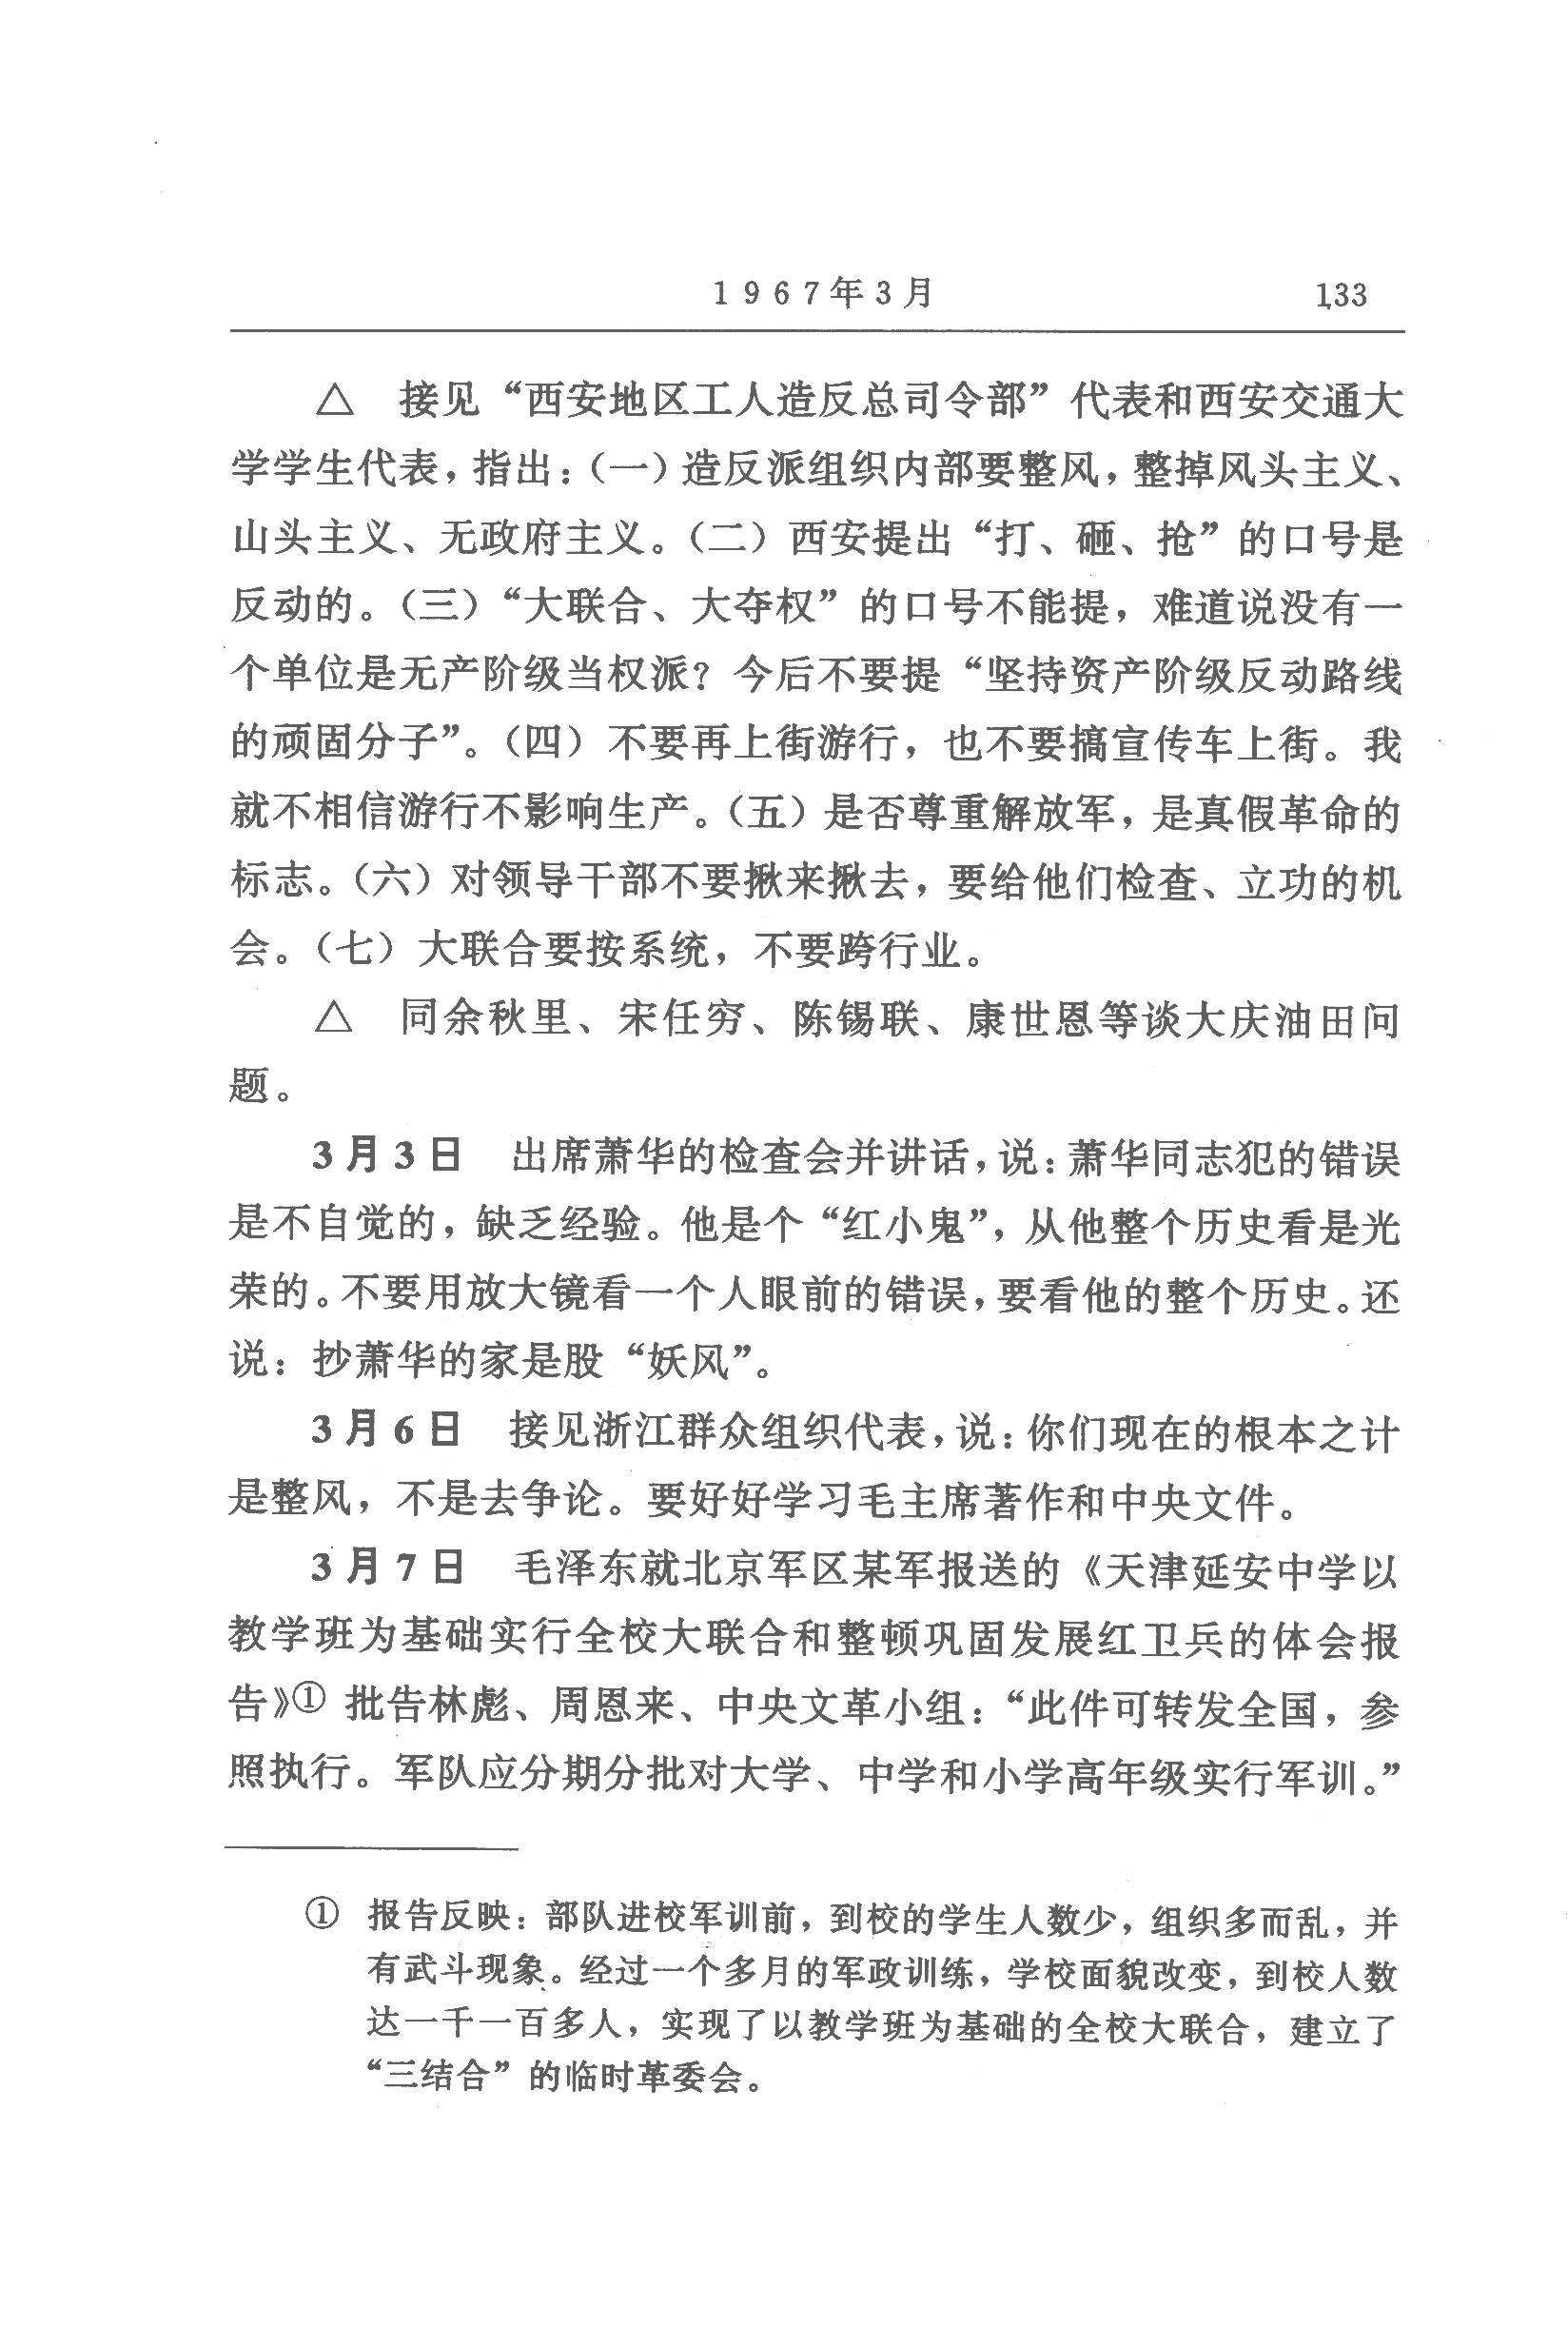 1967年3月 133
△ 接见“西安地区工人造反总司令部”代表和西安交通大
学学生代表，指出：（一）造反派组织内部要整风，整掉风头主义、
山头主义、无政府主义。（二）西安提出“打、砸、抢”的口号是
反动的。（三）“大联合、大夺权”的口号不能提，难道说没有一
个单位是无产阶级当权派？今后不要提“坚持资产阶级反动路线
的顽固分子”。（四）不要再上街游行，也不要搞宣传车上街。我
就不相信游行不影响生产。（五）是否尊重解放军，是真假革命的
标志。（六）对领导干部不要揪来揪去，要给他们检查、立功的机
会。（七）大联合要按系统，不要跨行业。
△ 同余秋里、宋任穷、陈锡联、康世恩等谈大庆油田问
题。
3月3日 出席萧华的检查会并讲话，说：萧华同志犯的错误
是不自觉的，缺乏经验。他是个“红小鬼”，从他整个历史看是光
荣的。不要用放大镜看一个人眼前的错误，要看他的整个历史。还
说：抄萧华的家是股“妖风”。
3月6日 接见浙江群众组织代表，说：你们现在的根本之计
是整风，不是去争论。要好好学习毛主席著作和中央文件。
3月7日 毛泽东就北京军区某军报送的《天津延安中学以
教学班为基础实行全校大联合和整顿巩固发展红卫兵的体会报
告》① 批告林彪、周恩来、中央文革小组：“此件可转发全国，参
照执行。军队应分期分批对大学、中学和小学高年级实行军训。”
① 报告反映：部队进校军训前，到校的学生人数少，组织多而乱，并
有武斗现象。经过一个多月的军政训练，学校面貌改变，到校人数
达一千一百多人，实现了以教学班为基础的全校大联合，建立了
“三结合”的临时革委会。